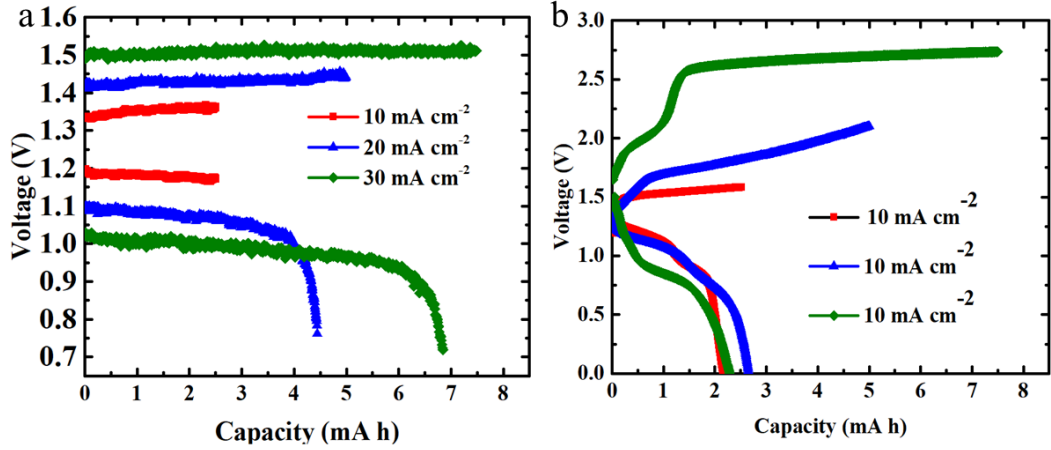 a
1.6
1.5
1.4
1.3
1.2
1.1
1.0
0.9
0.8
0.7
Voltage (V)
10 mA cm-2
20 mA cm-2
30 mA cm-2
0 1 2 3 4 5 6 7 8
Capacity (mA h)
b
3.0
2.5
2.0
1.5
1.0
0.5
0.0
Voltage (V)
10 mA cm-2
10 mA cm-2
10 mA cm-2
0 1 2 3 4 5 6 7 8
Capacity (mA h)